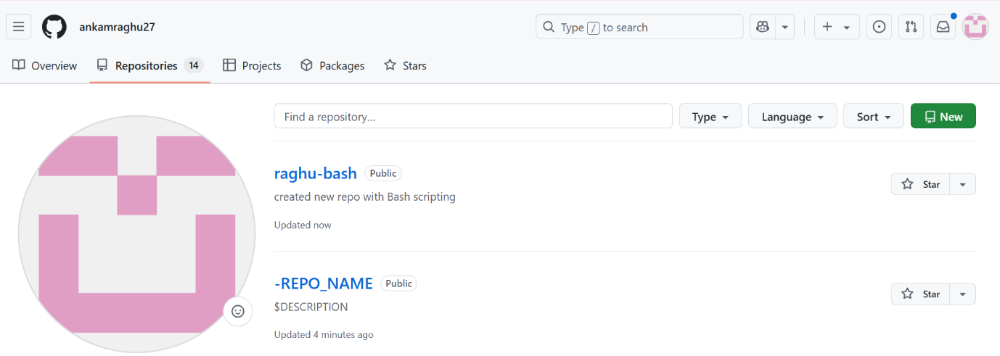 ankamraghu27
Type / to search
Overview Repositories 14 Projects Packages Stars
Find a repository...
Type Language Sort New
raghu-bash Public
Star
created new repo with Bash scripting
Updated now
-REPO_NAME Public
Star
$DESCRIPTION
Updated 4 minutes ago